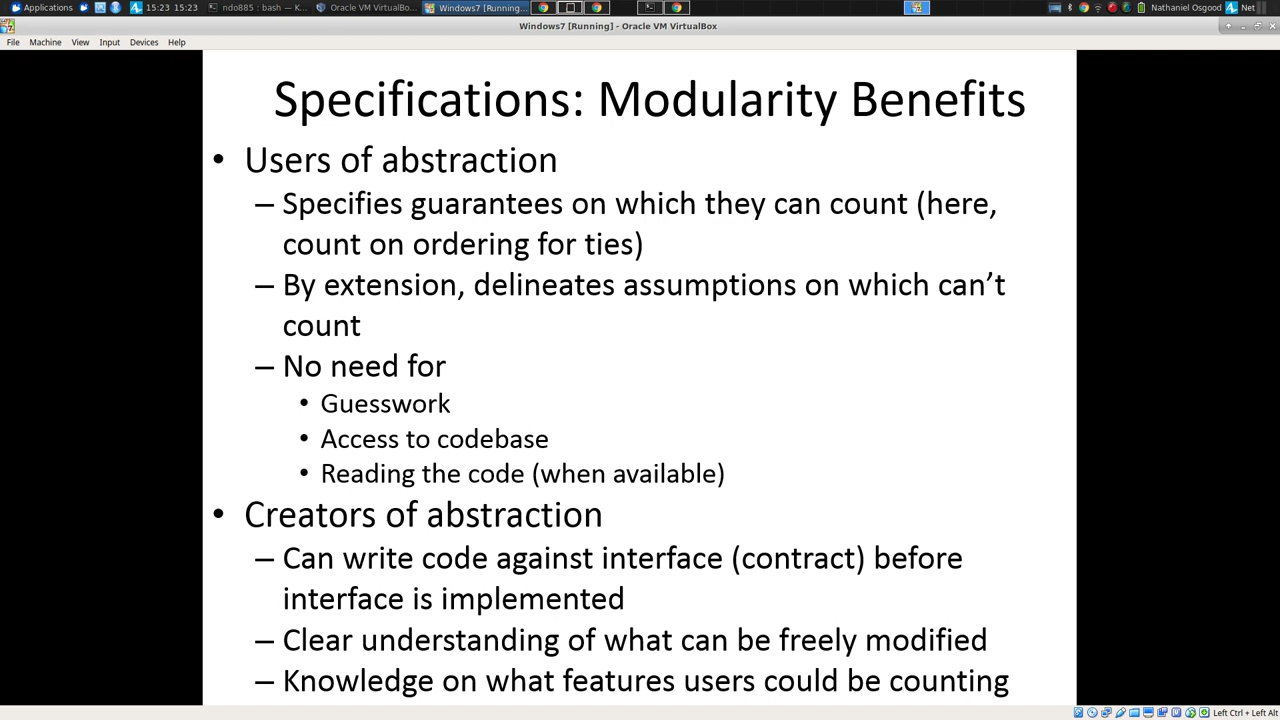 Applications 15:23 15:23 ndo885 : bash — K... Oracle VM VirtualBo... Windows7 [Running... Nathaniel Osgood Net
Windows7 [Running] - Oracle VM VirtualBox
File Machine View Input Devices Help
Specifications: Modularity Benefits
• Users of abstraction
– Specifies guarantees on which they can count (here,
count on ordering for ties)
– By extension, delineates assumptions on which can’t
count
– No need for
• Guesswork
• Access to codebase
• Reading the code (when available)
• Creators of abstraction
– Can write code against interface (contract) before
interface is implemented
– Clear understanding of what can be freely modified
– Knowledge on what features users could be counting
Left Ctrl + Left Alt